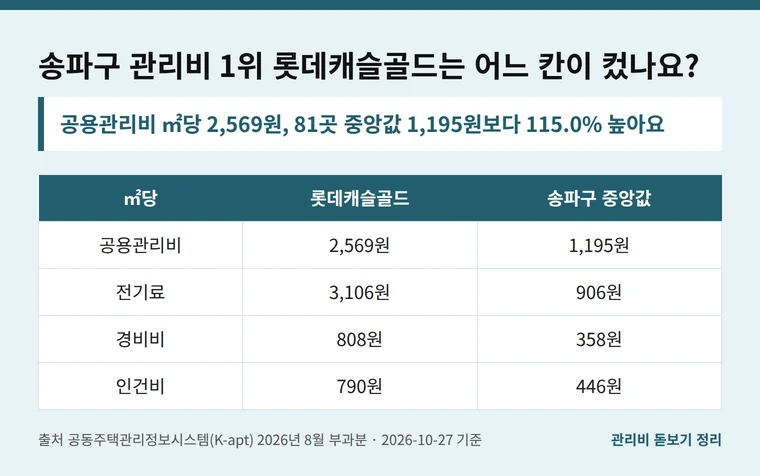 송파구 관리비 1위 롯데캐슬골드는 어느 칸이 컸나요?
공용관리비 ㎡당 2,569원, 81곳 중앙값 1,195원보다 115.0% 높아요
㎡당 롯데캐슬골드 송파구 중앙값
공용관리비 2,569원 1,195원
전기료 3,106원 906원
경비비 808원 358원
인건비 790원 446원
출처 공동주택관리정보시스템(K-apt) 2026년 8월 부과분 · 2026-10-27 기준 관리비 돋보기 정리